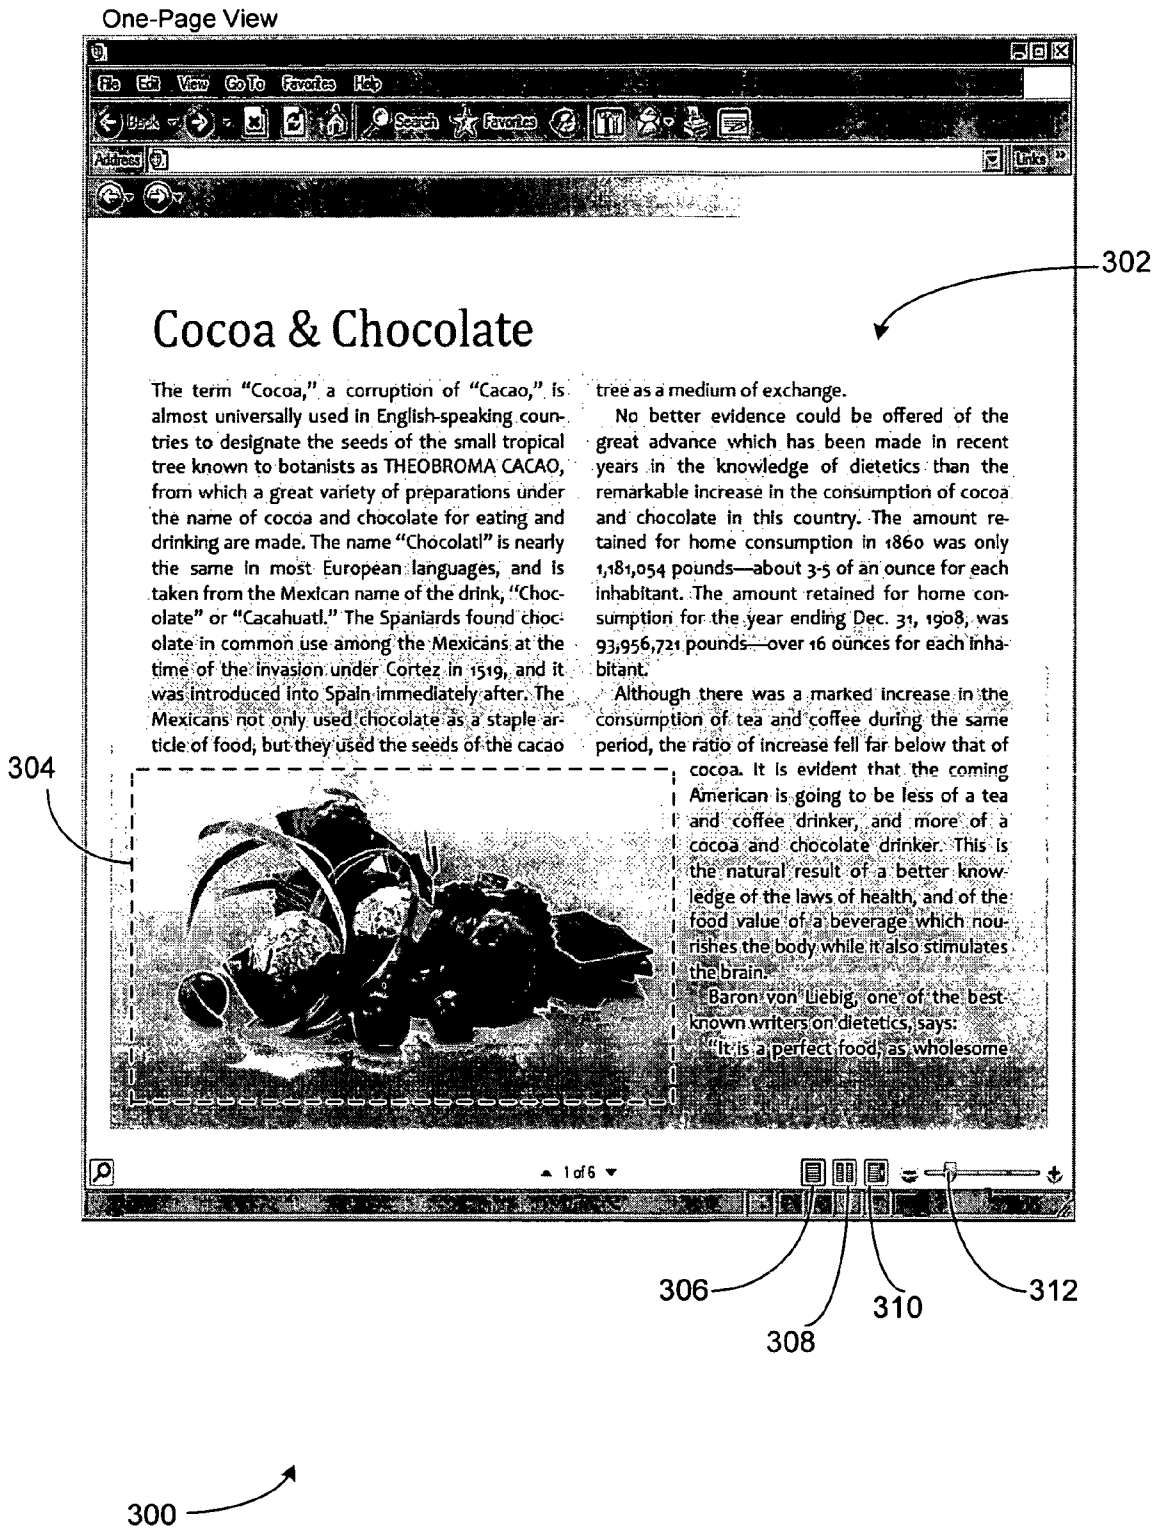 One-Page View
File Edit View Go To Favorites Help
Back Search Favorites
Address Links »
302
Cocoa & Chocolate
The term “Cocoa,” a corruption of “Cacao,” is
almost universally used in English-speaking coun-
tries to designate the seeds of the small tropical
tree known to botanists as THEOBROMA CACAO,
from which a great variety of preparations under
the name of cocoa and chocolate for eating and
drinking are made. The name “Chocolatl” is nearly
the same in most European languages, and is
taken from the Mexican name of the drink, “Choc-
olate” or “Cacahuatl.” The Spaniards found choc-
olate in common use among the Mexicans at the
time of the invasion under Cortez in 1519, and it
was introduced into Spain immediately after. The
Mexicans not only used chocolate as a staple ar-
ticle of food, but they used the seeds of the cacao
tree as a medium of exchange.
No better evidence could be offered of the
great advance which has been made in recent
years in the knowledge of dietetics than the
remarkable increase in the consumption of cocoa
and chocolate in this country. The amount re-
tained for home consumption in 1860 was only
1,181,054 pounds—about 3-5 of an ounce for each
inhabitant. The amount retained for home con-
sumption for the year ending Dec. 31, 1908, was
93,956,721 pounds—over 16 ounces for each inha-
bitant.
Although there was a marked increase in the
consumption of tea and coffee during the same
period, the ratio of increase fell far below that of
cocoa. It is evident that the coming
American is going to be less of a tea
and coffee drinker, and more of a
cocoa and chocolate drinker. This is
the natural result of a better know-
ledge of the laws of health, and of the
food value of a beverage which nou-
rishes the body while it also stimulates
the brain.
Baron von Liebig, one of the best-
known writers on dietetics, says:
“It is a perfect food, as wholesome
304
1 of 6
306
308
310
312
300